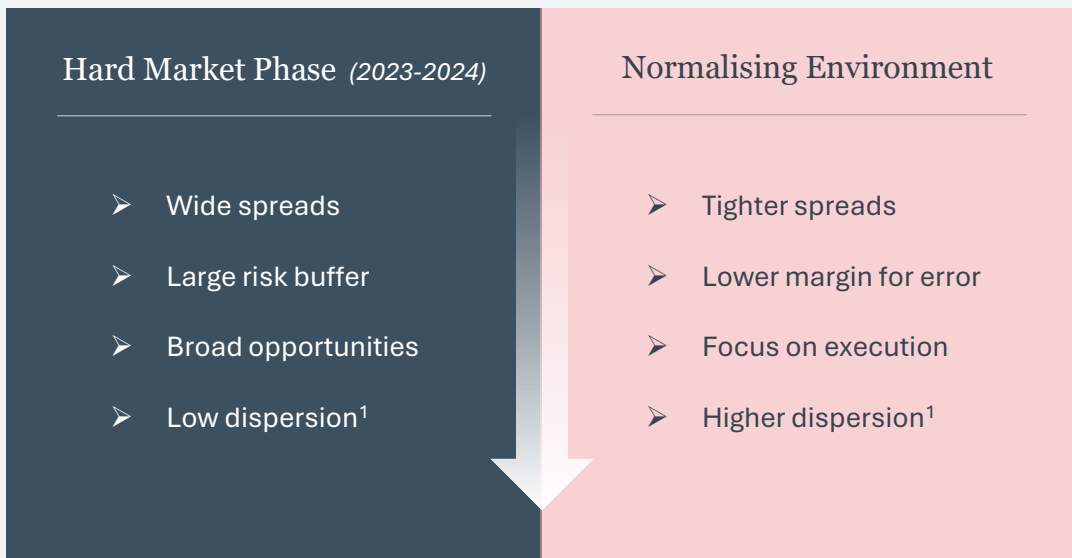 Hard Market Phase (2023-2024)
➢ Wide spreads
➢ Large risk buffer
➢ Broad opportunities
➢ Low dispersion¹
Normalising Environment
➢ Tighter spreads
➢ Lower margin for error
➢ Focus on execution
➢ Higher dispersion¹